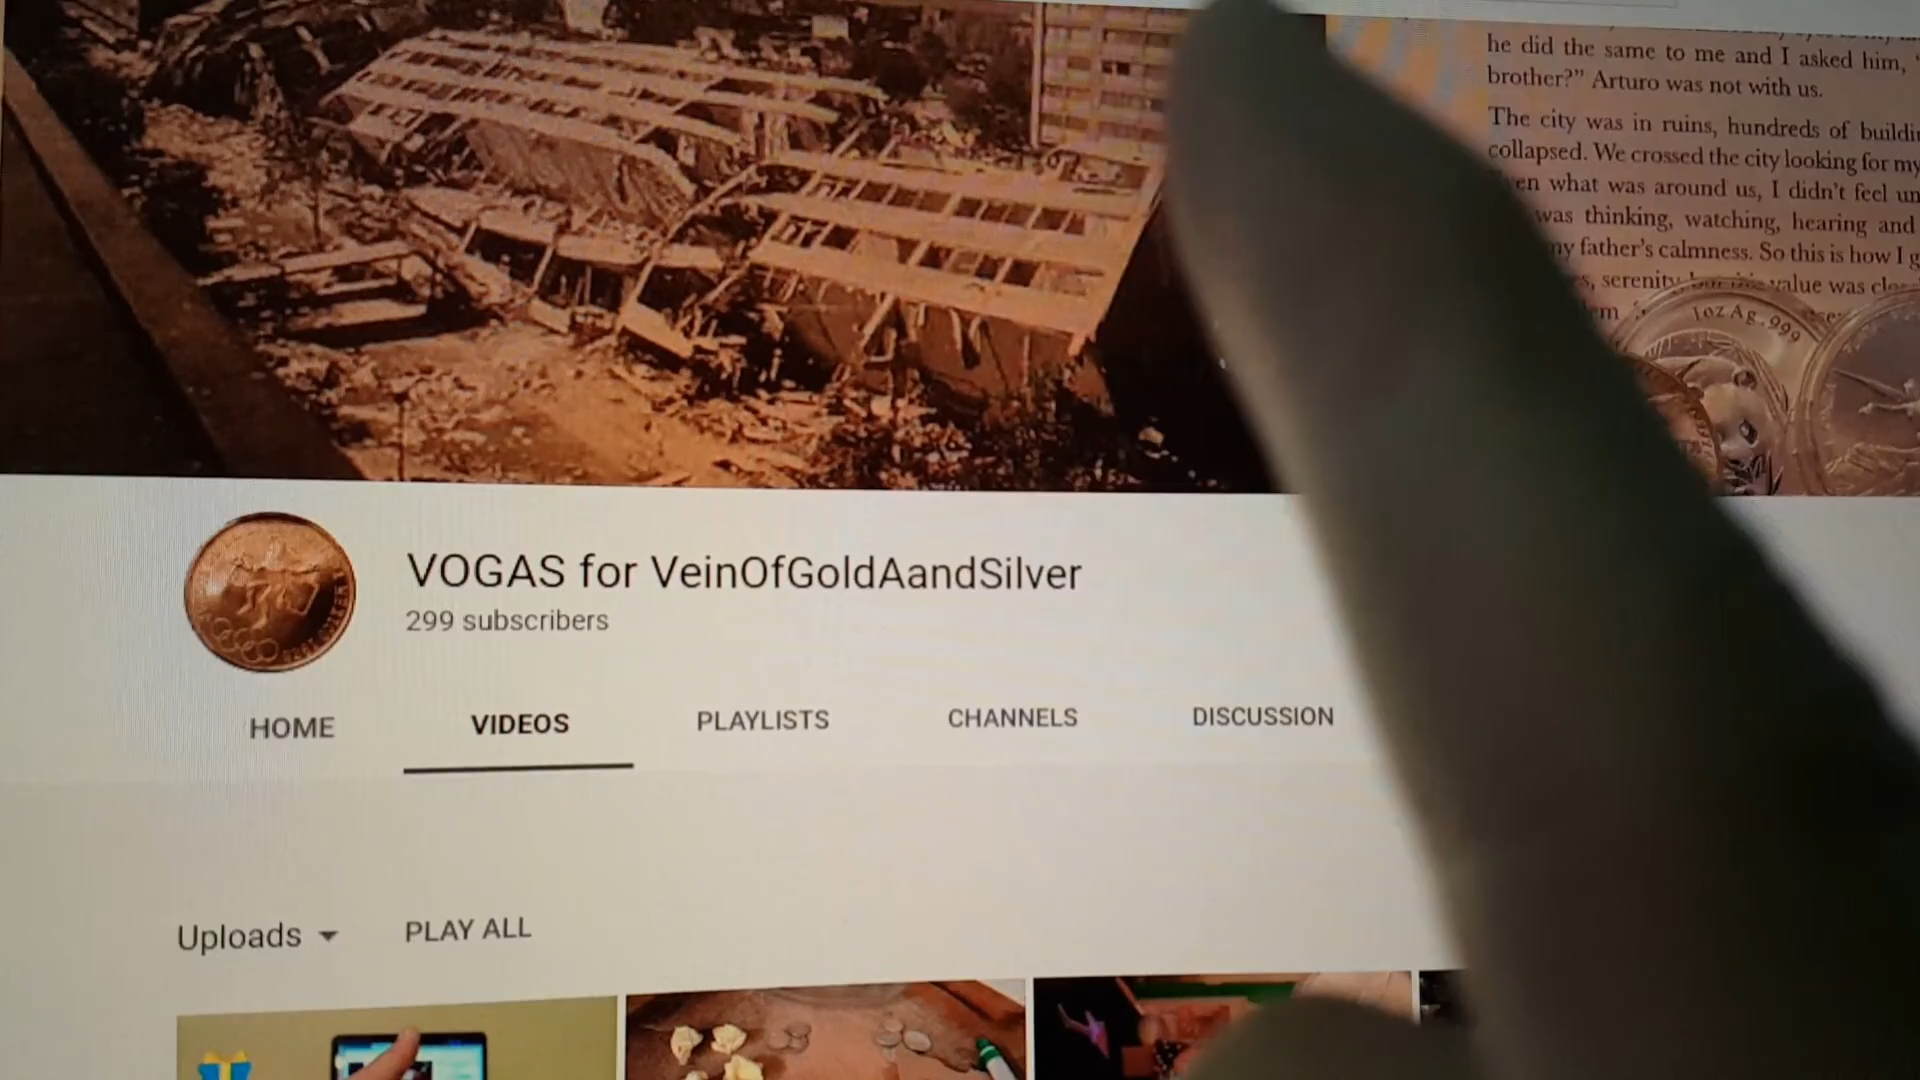 he did the same to me and I asked him,
brother?” Arturo was not with us.
The city was in ruins, hundreds of
collapsed. We crossed the city looking for my
what was around us, I didn't feel
was thinking, watching, hearing and
my father's calmness. So this is how I
serenity value was
1oz Ag .999
VOGAS for VeinOfGoldAandSilver
299 subscribers
HOME
VIDEOS
PLAYLISTS
CHANNELS
DISCUSSION
Uploads
PLAY ALL